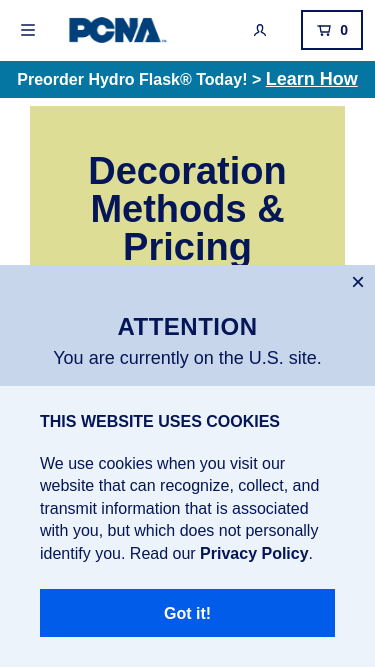 PCNA
0
Preorder Hydro Flask® Today! > Learn How
Decoration
Methods &
Pricing
ATTENTION
You are currently on the U.S. site.
THIS WEBSITE USES COOKIES
We use cookies when you visit our
website that can recognize, collect, and
transmit information that is associated
with you, but which does not personally
identify you. Read our Privacy Policy.
Got it!